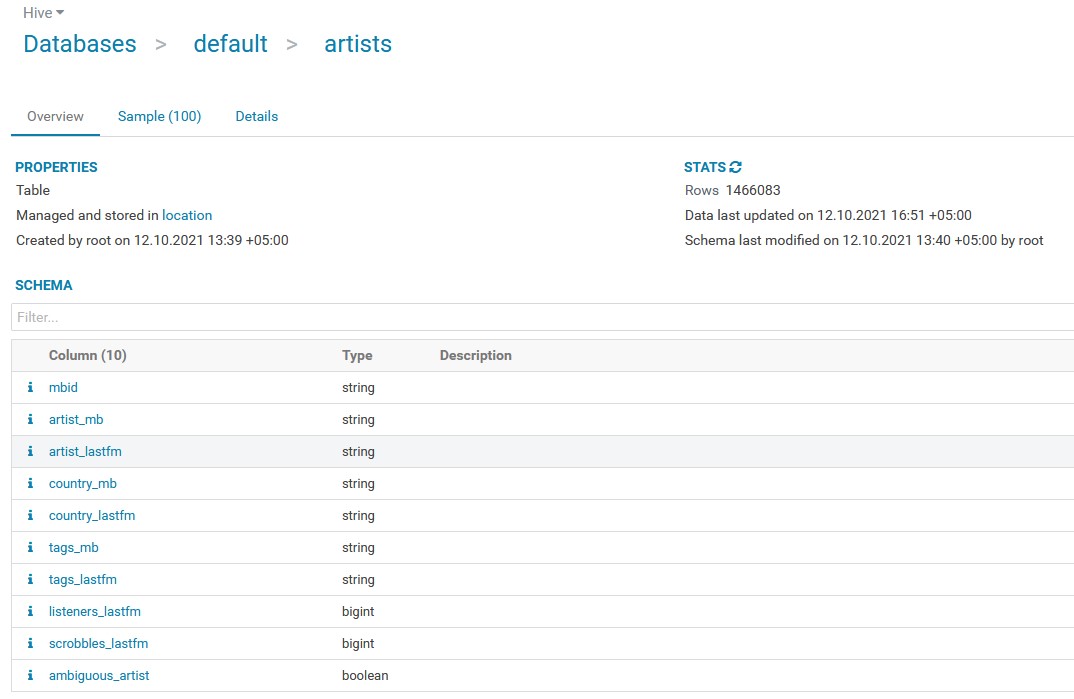 Hive
Databases > default > artists
Overview Sample (100) Details
PROPERTIES
Table
Managed and stored in location
Created by root on 12.10.2021 13:39 +05:00
STATS
Rows 1466083
Data last updated on 12.10.2021 16:51 +05:00
Schema last modified on 12.10.2021 13:40 +05:00 by root
SCHEMA
Filter...
Column (10) Type Description
i mbid string
i artist_mb string
i artist_lastfm string
i country_mb string
i country_lastfm string
i tags_mb string
i tags_lastfm string
i listeners_lastfm bigint
i scrobbles_lastfm bigint
i ambiguous_artist boolean